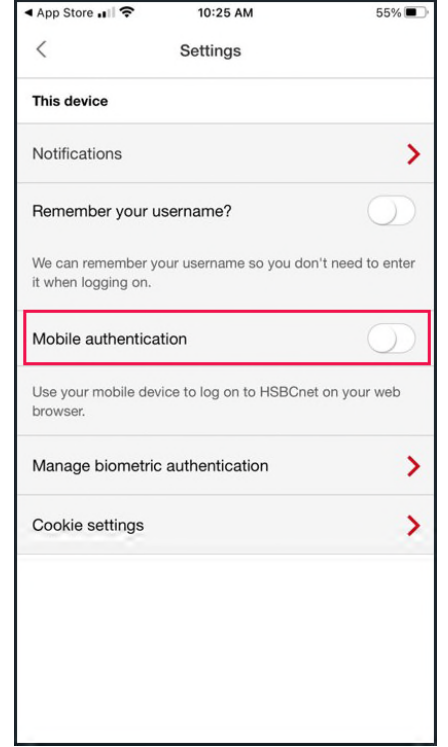 App Store 10:25 AM 55%
Settings
This device
Notifications
Remember your username?
We can remember your username so you don't need to enter
it when logging on.
Mobile authentication
Use your mobile device to log on to HSBCnet on your web
browser.
Manage biometric authentication
Cookie settings